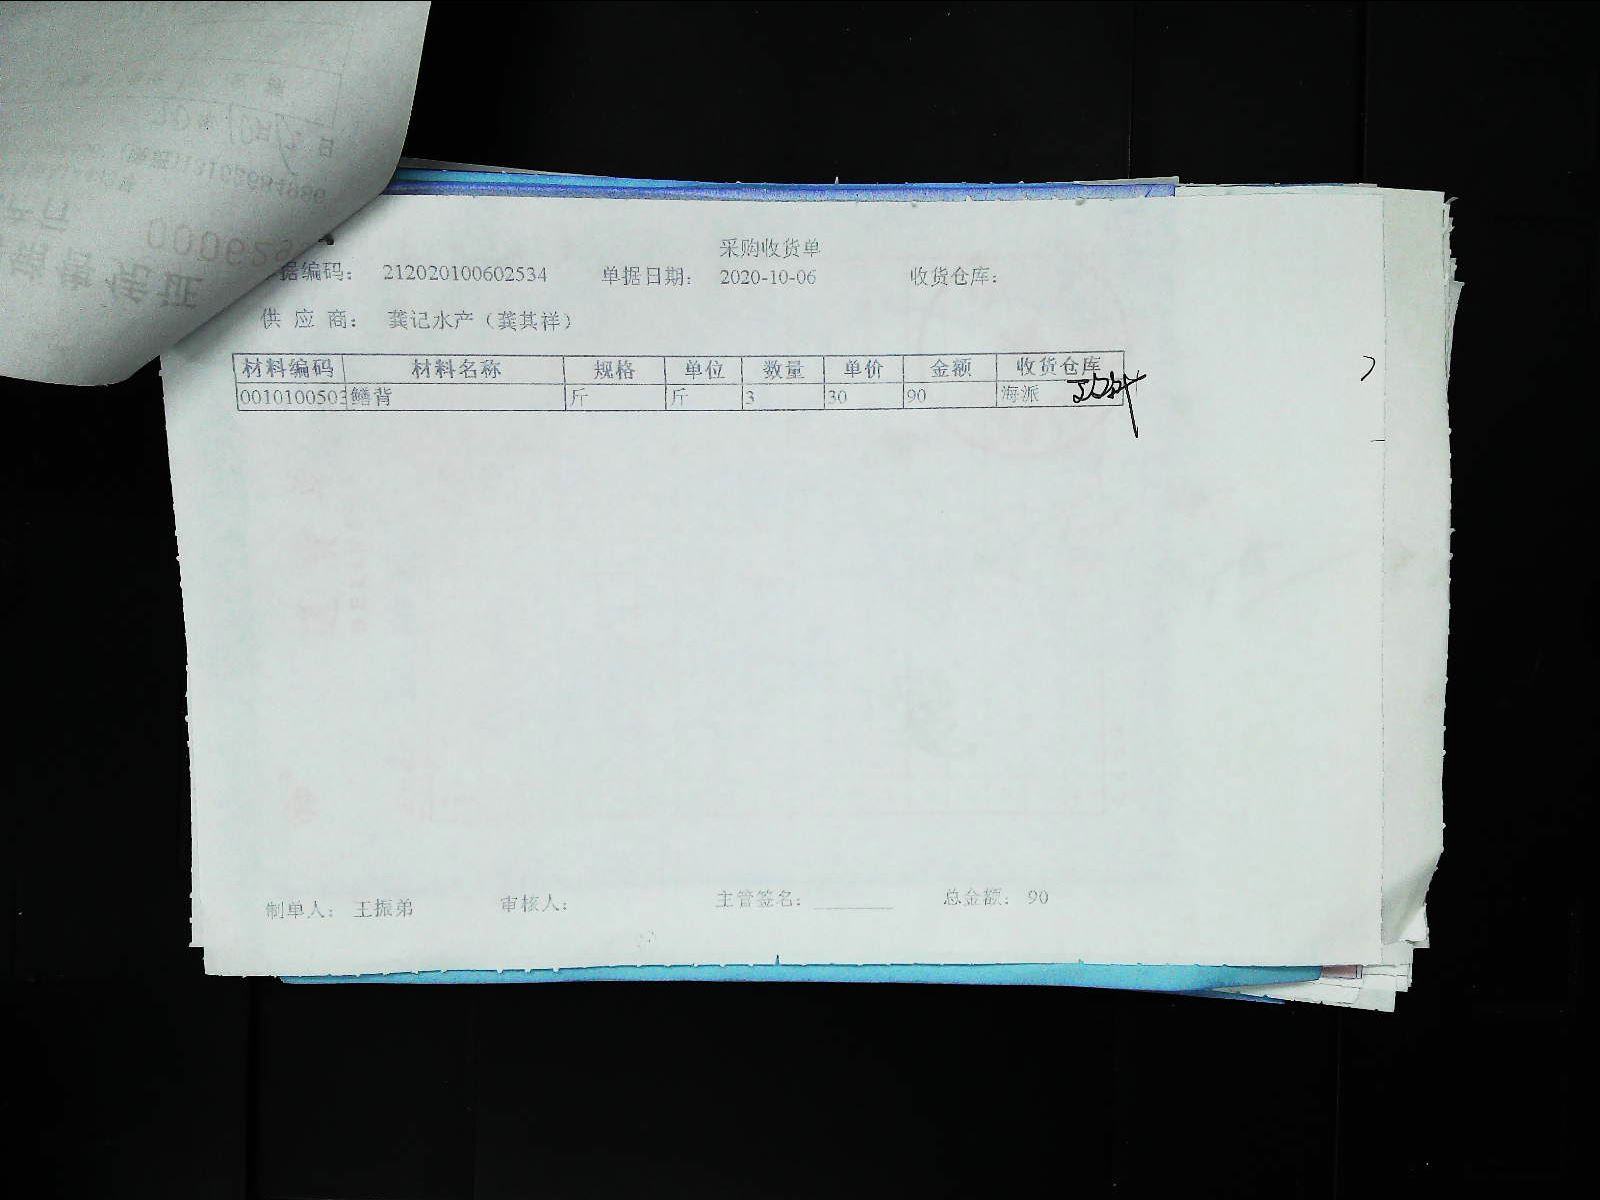 采购收货单
据编码： 212020100602534 单据日期： 2020-10-06 收货仓库：
供 应 商： 龚记水产（龚其祥）
材料编码 材料名称 规格 单位 数量 单价 金额 收货仓库
0010100503 鳝背 斤 斤 3 30 90 海派
制单人： 王振弟 审核人： 主管签名： 总金额： 90